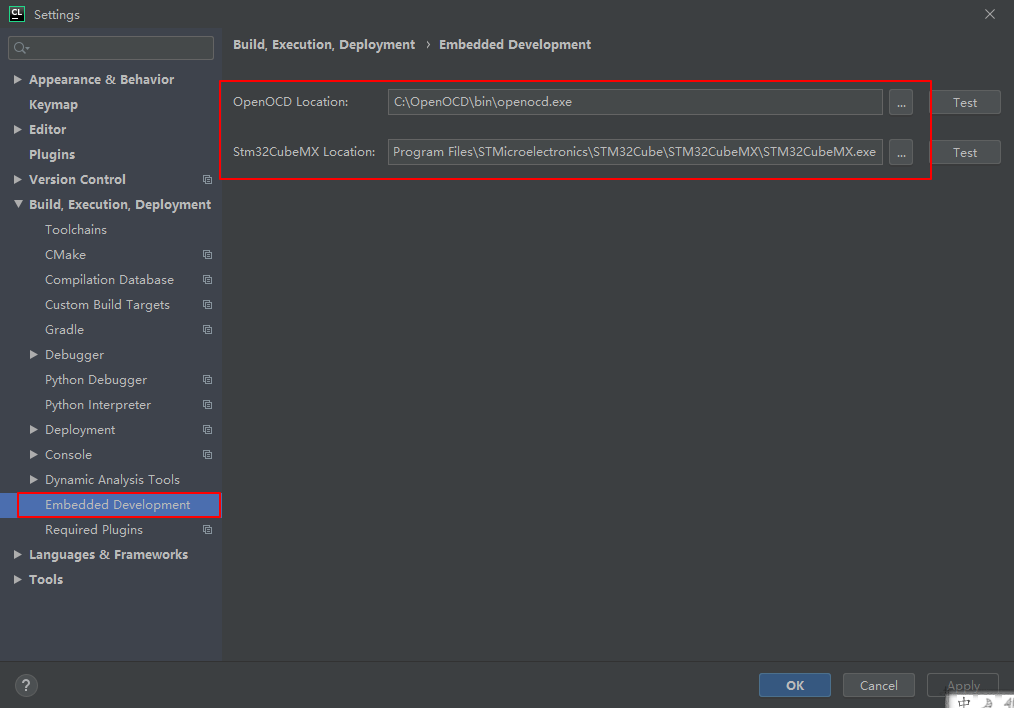 CL Settings
Build, Execution, Deployment › Embedded Development
Appearance & Behavior
Keymap
Editor
Plugins
Version Control
Build, Execution, Deployment
Toolchains
CMake
Compilation Database
Custom Build Targets
Gradle
Debugger
Python Debugger
Python Interpreter
Deployment
Console
Dynamic Analysis Tools
Embedded Development
Required Plugins
Languages & Frameworks
Tools
OpenOCD Location: C:\OpenOCD\bin\openocd.exe ... Test
Stm32CubeMX Location: Program Files\STMicroelectronics\STM32Cube\STM32CubeMX\STM32CubeMX.exe ... Test
? OK Cancel Apply
中